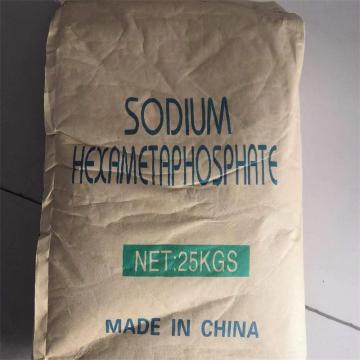 SODIUM
HEXAMETAPHOSPHATE
NET:25KGS
MADE IN CHINA